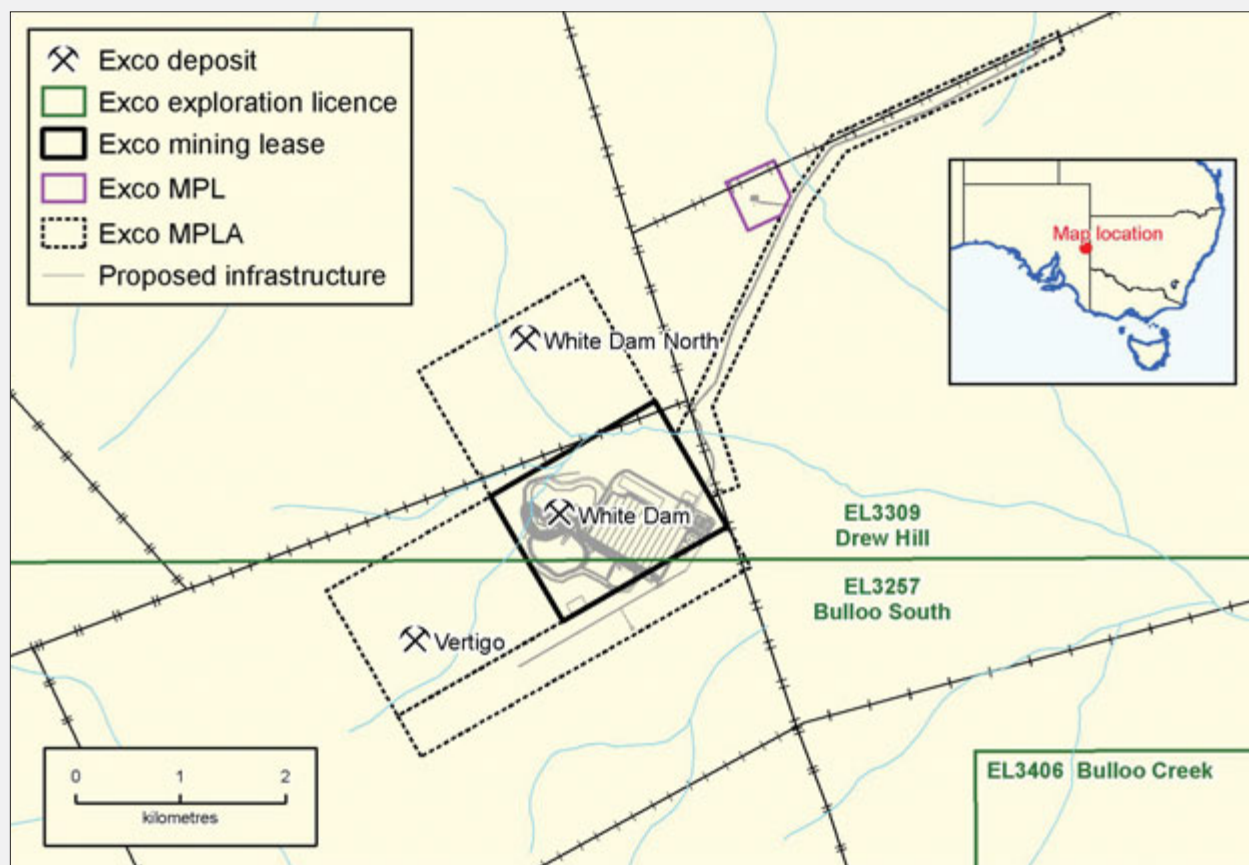 Exco deposit
Exco exploration licence
Exco mining lease
Exco MPL
Exco MPLA
Proposed infrastructure
Map location
White Dam North
White Dam
EL3309
Drew Hill
EL3257
Bulloo South
Vertigo
EL3406 Bulloo Creek
0 1 2
kilometres